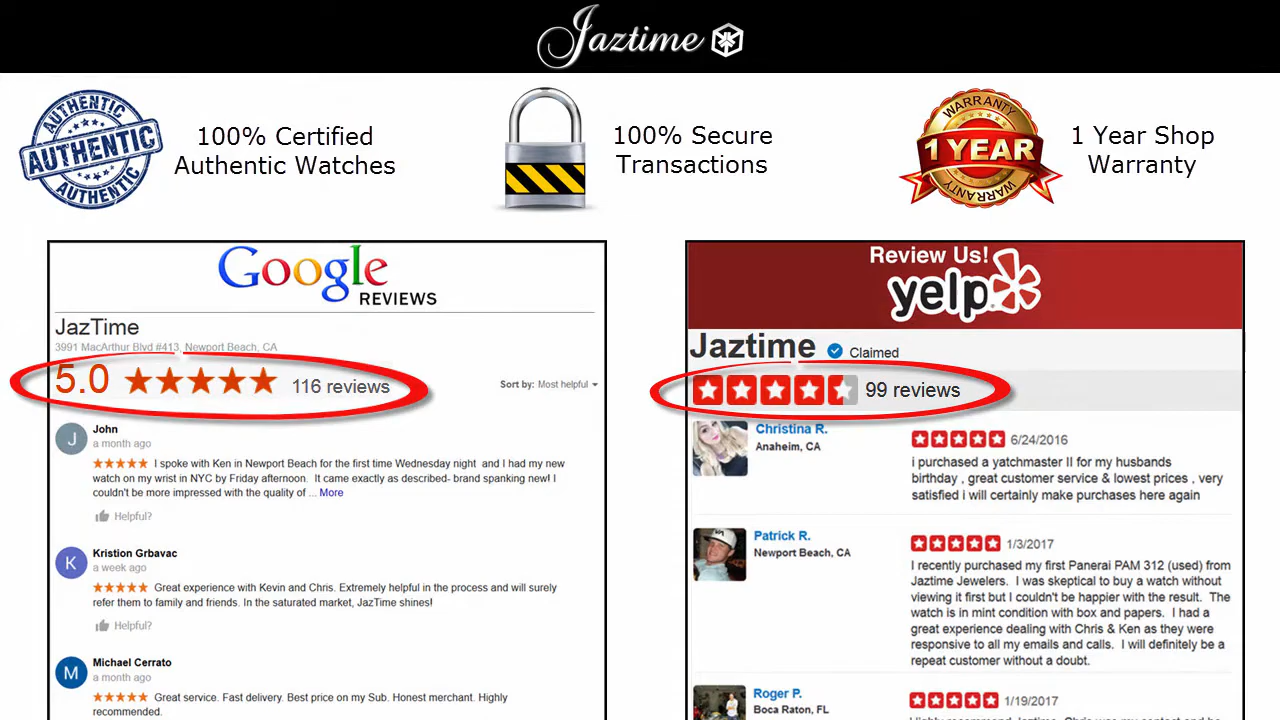 Jaztime
AUTHENTIC
AUTHENTIC
AUTHENTIC
100% Certified
Authentic Watches
100% Secure
Transactions
WARRANTY
1 YEAR
WARRANTY
1 Year Shop
Warranty
Google
REVIEWS
JazTime
3991 MacArthur Blvd #413, Newport Beach, CA
5.0 116 reviews
Sort by: Most helpful
J
John
a month ago
I spoke with Ken in Newport Beach for the first time Wednesday night and I had my new
watch on my wrist in NYC by Friday afternoon. It came exactly as described- brand spanking new! I
couldn't be more impressed with the quality of ... More
Helpful?
K
Kristion Grbavac
a week ago
Great experience with Kevin and Chris. Extremely helpful in the process and will surely
refer them to family and friends. In the saturated market, JazTime shines!
Helpful?
M
Michael Cerrato
a month ago
Great service. Fast delivery. Best price on my Sub. Honest merchant. Highly
recommended.
Review Us!
yelp
Jaztime Claimed
99 reviews
Christina R.
Anaheim, CA
6/24/2016
i purchased a yatchmaster II for my husbands
birthday , great customer service & lowest prices , very
satisfied i will certainly make purchases here again
Patrick R.
Newport Beach, CA
1/3/2017
I recently purchased my first Panerai PAM 312 (used) from
Jaztime Jewelers. I was skeptical to buy a watch without
viewing it first but I couldn't be happier with the result. The
watch is in mint condition with box and papers. I had a
great experience dealing with Chris & Ken as they were
responsive to all my emails and calls. I will definitely be a
repeat customer without a doubt.
Roger P.
Boca Raton, FL
1/19/2017